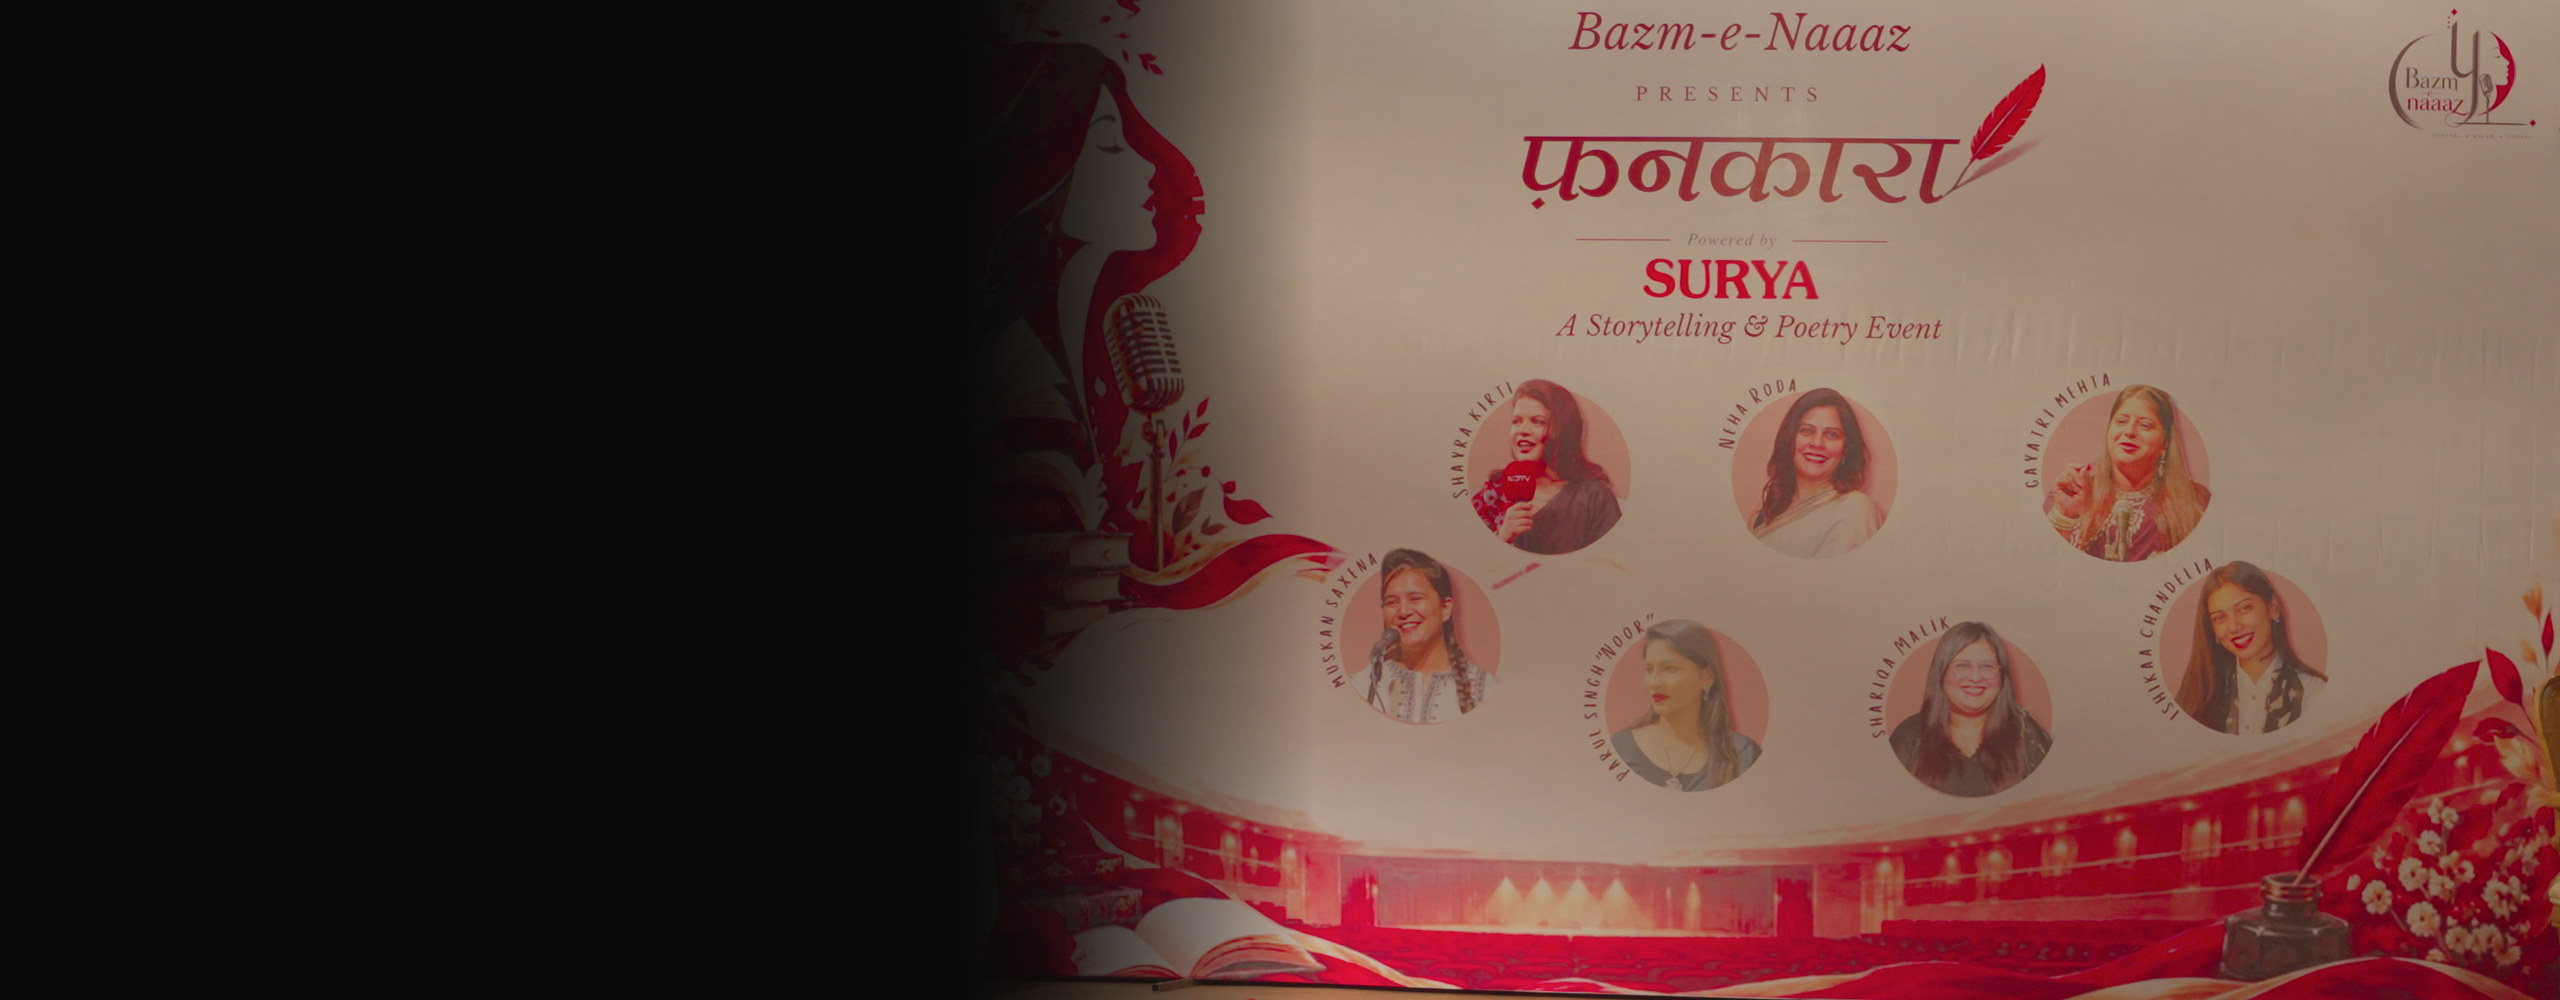 Bazm-e-Naaaz
PRESENTS
फ़नकारा
Powered by
SURYA
A Storytelling & Poetry Event
SHAYRA KIRTI
NEHA RODA
GAYATRI MEHTA
MUSKAN SAXENA
PARUL SINGH "NOOR"
SHARIQA MALIK
ISHIKAA CHANDELIA
NDTV
Bazm
e
naaaz